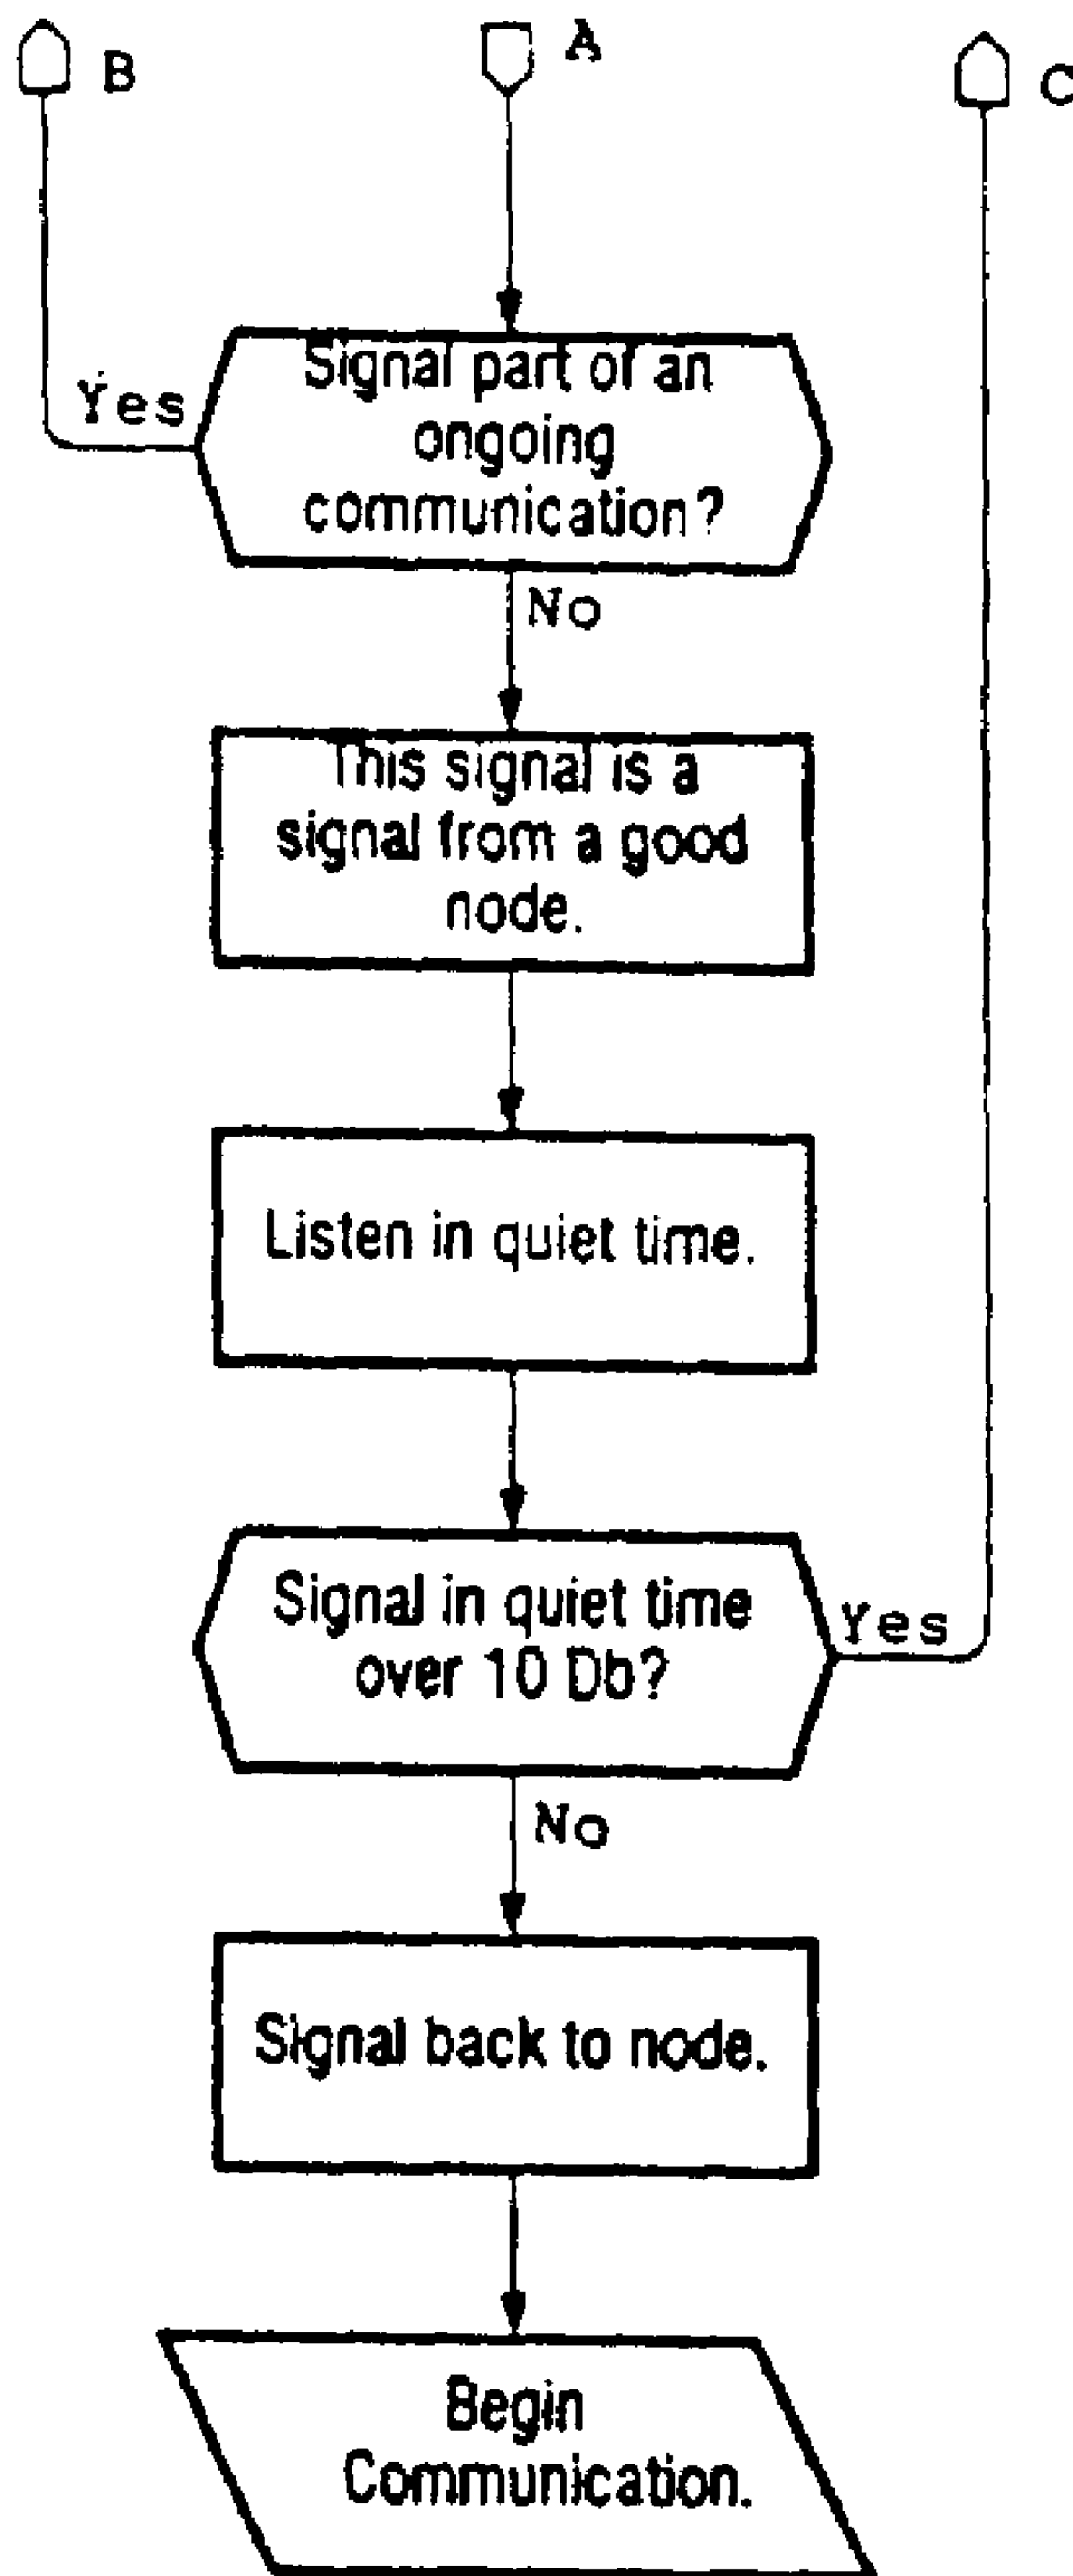 B
A
C
Signal part of an
ongoing
communication?
Yes
No
This signal is a
signal from a good
node.
Listen in quiet time.
Signal in quiet time
over 10 Db?
Yes
No
Signal back to node.
Begin
Communication.